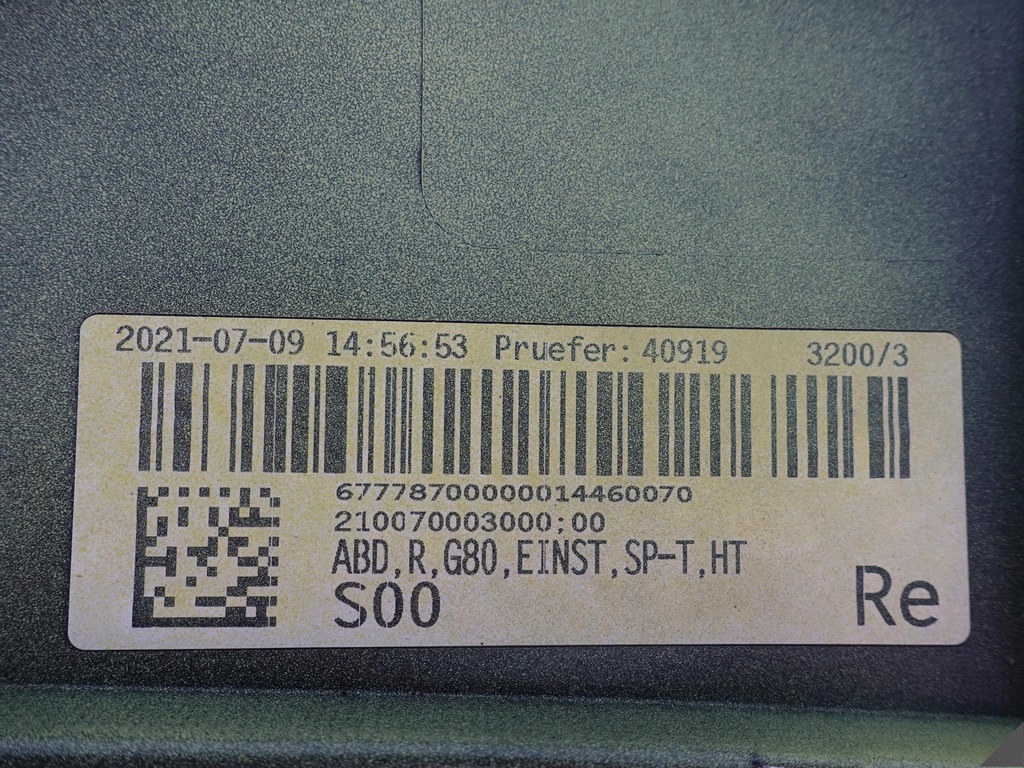 2021-07-09 14:56:53 Pruefer: 40919 3200/3
67778700000014460070
210070003000;00
ABD,R,G80,EINST,SP-T,HT
S00 Re